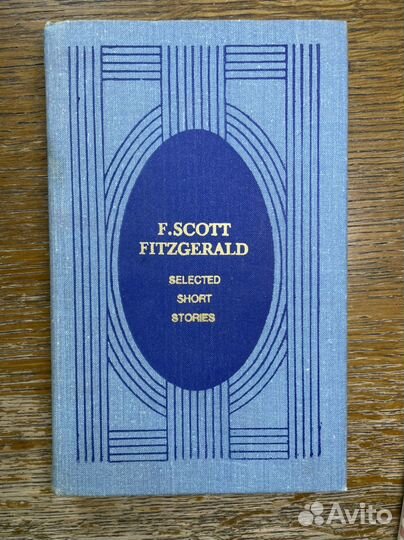 F.SCOTT
FITZGERALD
SELECTED
SHORT
STORIES
Avito